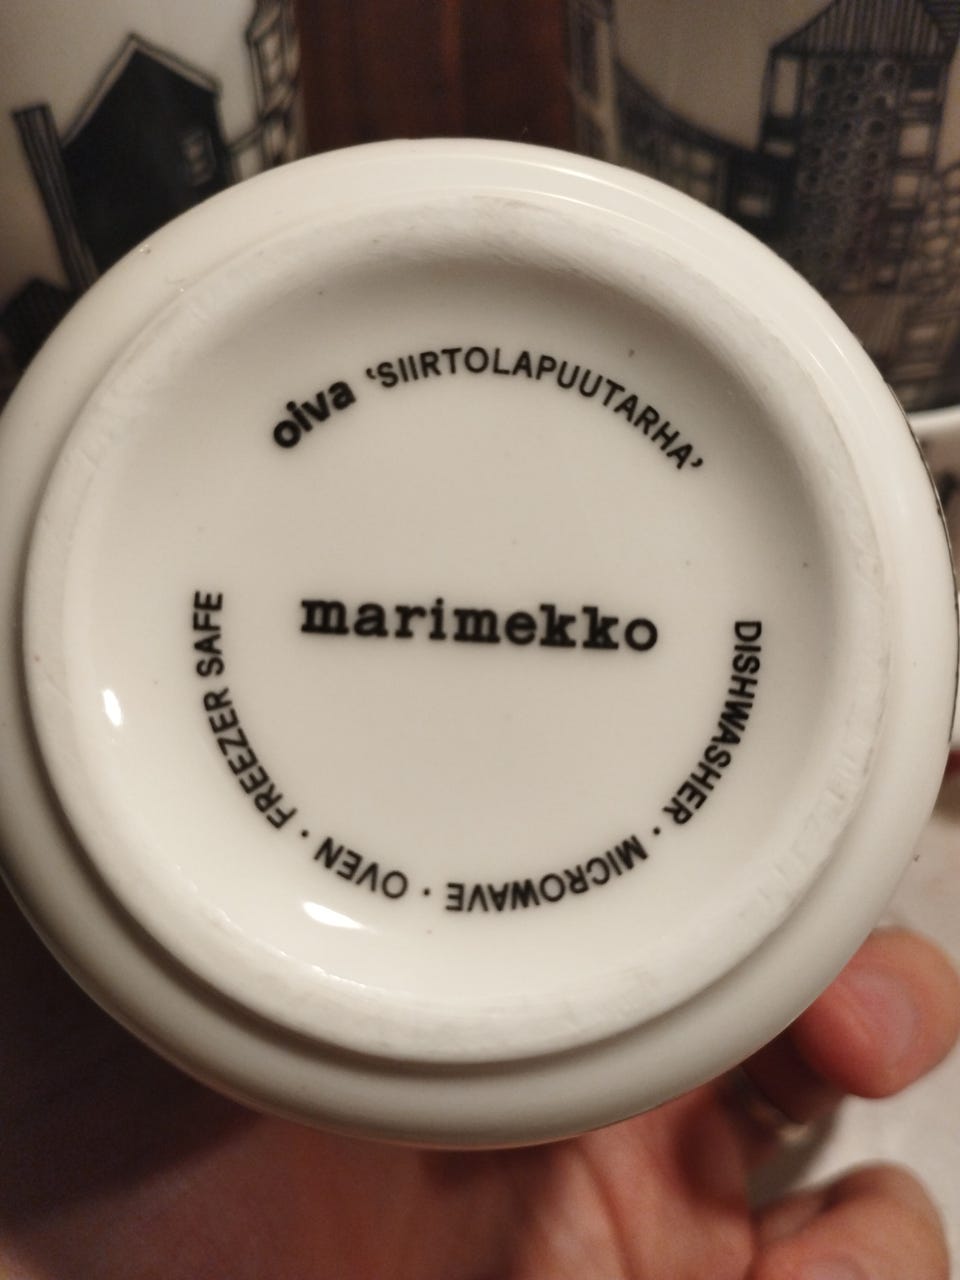 oiva ‘SIIRTOLAPUUTARHA’
marimekko
DISHWASHER · MICROWAVE · OVEN · FREEZER SAFE